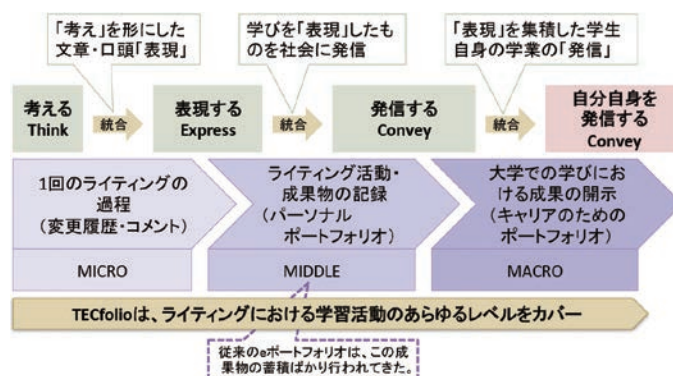 「考え」を形にした
文章・口頭「表現」
学びを「表現」したも
のを社会に発信
「表現」を集積した学生
自身の学業の「発信」
考える
Think
統合
表現する
Express
統合
発信する
Convey
統合
自分自身を
発信する
Convey
1回のライティングの
過程
(変更履歴・コメント)
MICRO
ライティング活動・
成果物の記録
(パーソナル
ポートフォリオ)
MIDDLE
大学での学びにお
ける成果の開示
(キャリアのための
ポートフォリオ)
MACRO
TECfolioは、ライティングにおける学習活動のあらゆるレベルをカバー
従来のeポートフォリオは、この成
果物の蓄積ばかり行われてきた。